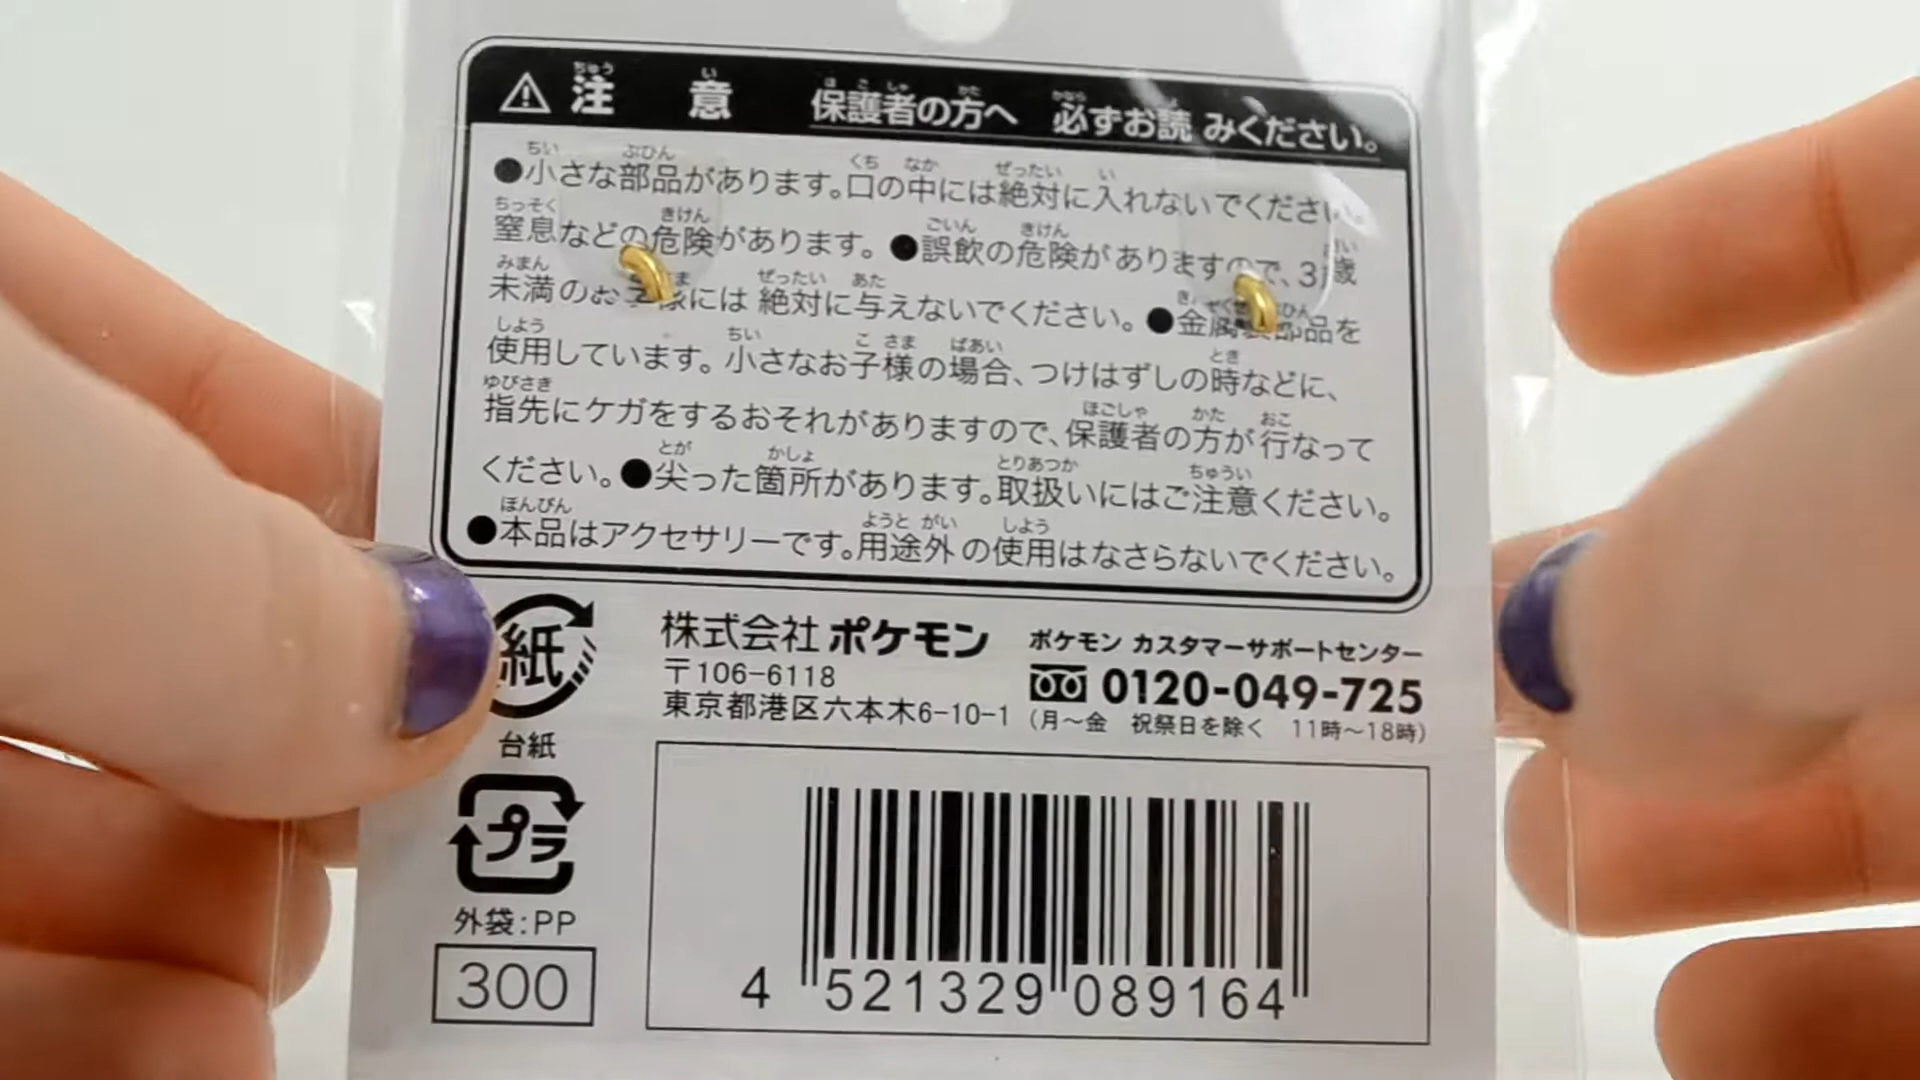 注意 保護者の方へ 必ずお読みください。
●小さな部品があります。口の中には絶対に入れないでください。
窒息などの危険があります。●誤飲の危険がありますので、3歳
未満のお子様には絶対に与えないでください。●金属製部品を
使用しています。小さなお子様の場合、つけはずしの時などに、
指先にケガをするおそれがありますので、保護者の方が行なって
ください。●尖った箇所があります。取扱いにはご注意ください。
●本品はアクセサリーです。用途外の使用はなさらないでください。
紙
台紙
プラ
外袋:PP
300
株式会社ポケモン
〒106-6118
東京都港区六本木6-10-1
ポケモン カスタマーサポートセンター
0120-049-725
(月〜金 祝祭日を除く 11時〜18時)
4 521329 089164